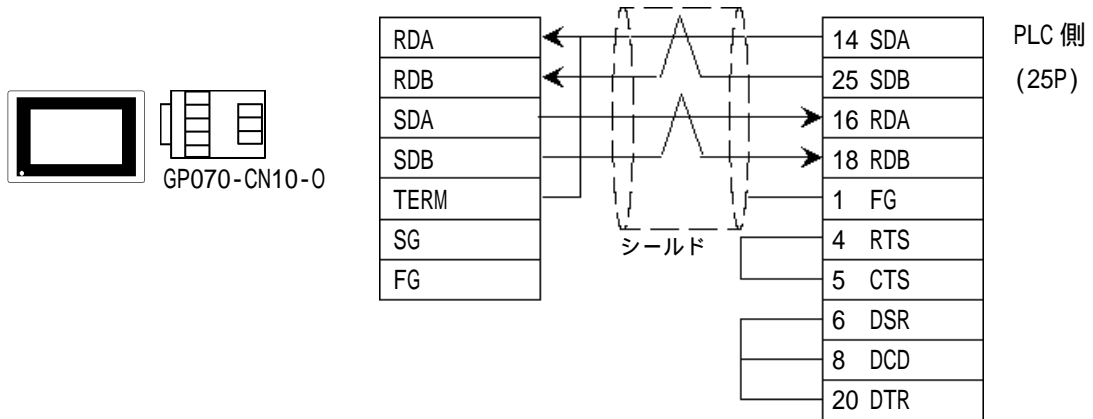 RDA
RDB
SDA
SDB
TERM
SG
FG
GP070-CN10-O
シールド
14 SDA
25 SDB
16 RDA
18 RDB
1 FG
4 RTS
5 CTS
6 DSR
8 DCD
20 DTR
PLC 側
(25P)